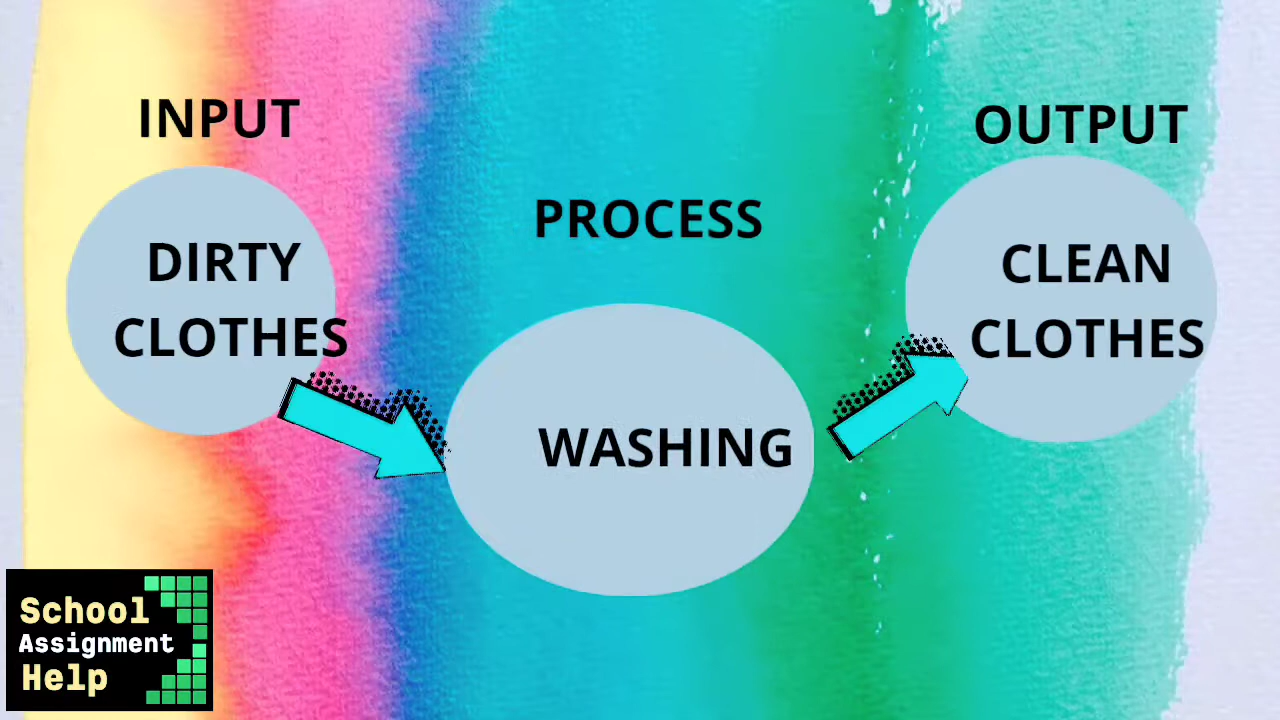 INPUT
DIRTY
CLOTHES
PROCESS
WASHING
OUTPUT
CLEAN
CLOTHES
School
Assignment
Help